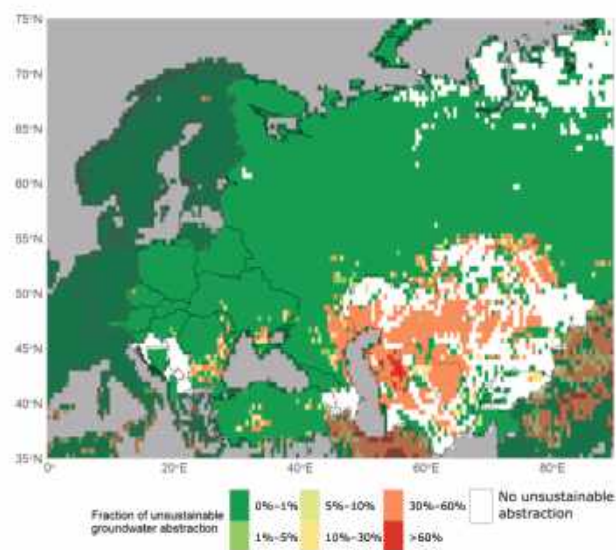 75°N
70°N
65°N
60°N
55°N
50°N
45°N
40°N
35°N
0° 20°E 40°E 60°E 80°E
Fraction of unsustainable
groundwater abstraction
0%–1% 5%–10% 30%–60%
1%–5% 10%–30% >60%
No unsustainable
abstraction